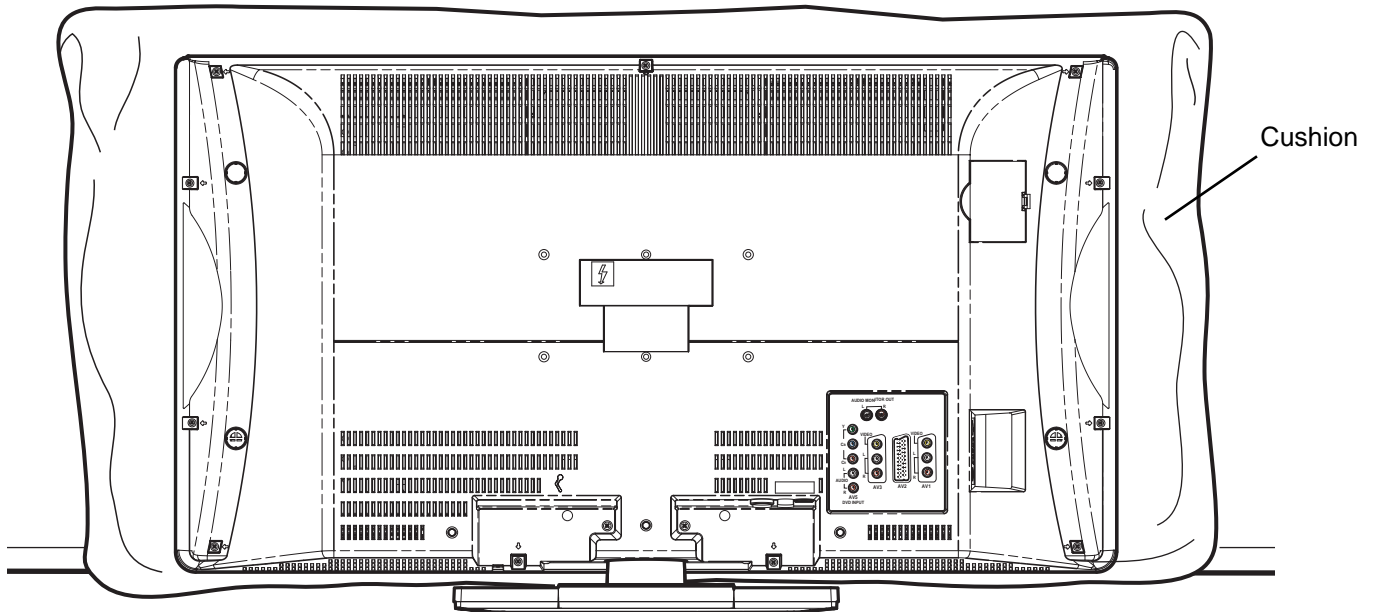 Cushion
AUDIO MONITOR OUT
L R
Y
VIDEO
VIDEO
L
L
L
AUDIO
R
R
R
AV5
AV3
AV2
AV1
DVD INPUT